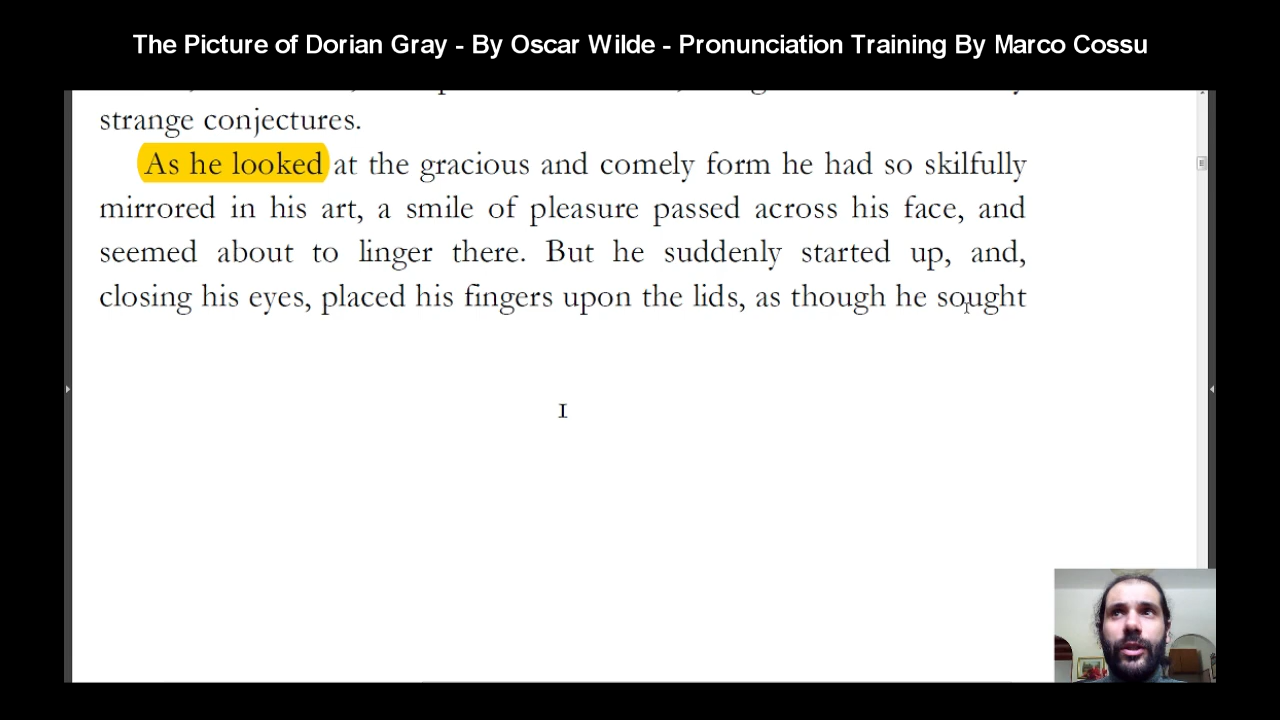 The Picture of Dorian Gray - By Oscar Wilde - Pronunciation Training By Marco Cossu
strange conjectures.
As he looked at the gracious and comely form he had so skilfully
mirrored in his art, a smile of pleasure passed across his face, and
seemed about to linger there. But he suddenly started up, and,
closing his eyes, placed his fingers upon the lids, as though he sought